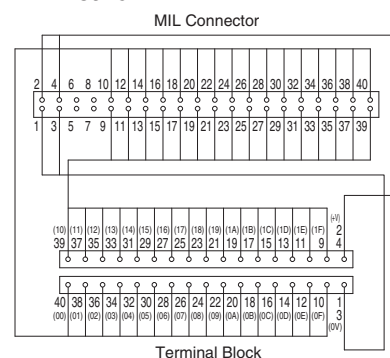 MIL Connector
2 4 6 8 10 12 14 16 18 20 22 24 26 28 30 32 34 36 38 40
1 3 5 7 9 11 13 15 17 19 21 23 25 27 29 31 33 35 37 39
(+V)
(10) (11) (12) (13) (14) (15) (16) (17) (18) (19) (1A) (1B) (1C) (1D) (1E) (1F) 2
39 37 35 33 31 29 27 25 23 21 19 17 15 13 11 9 4
40 38 36 34 32 30 28 26 24 22 20 18 16 14 12 10 1
(00) (01) (02) (03) (04) (05) (06) (07) (08) (09) (0A) (0B) (0C) (0D) (0E) (0F) 3
(0V)
Terminal Block